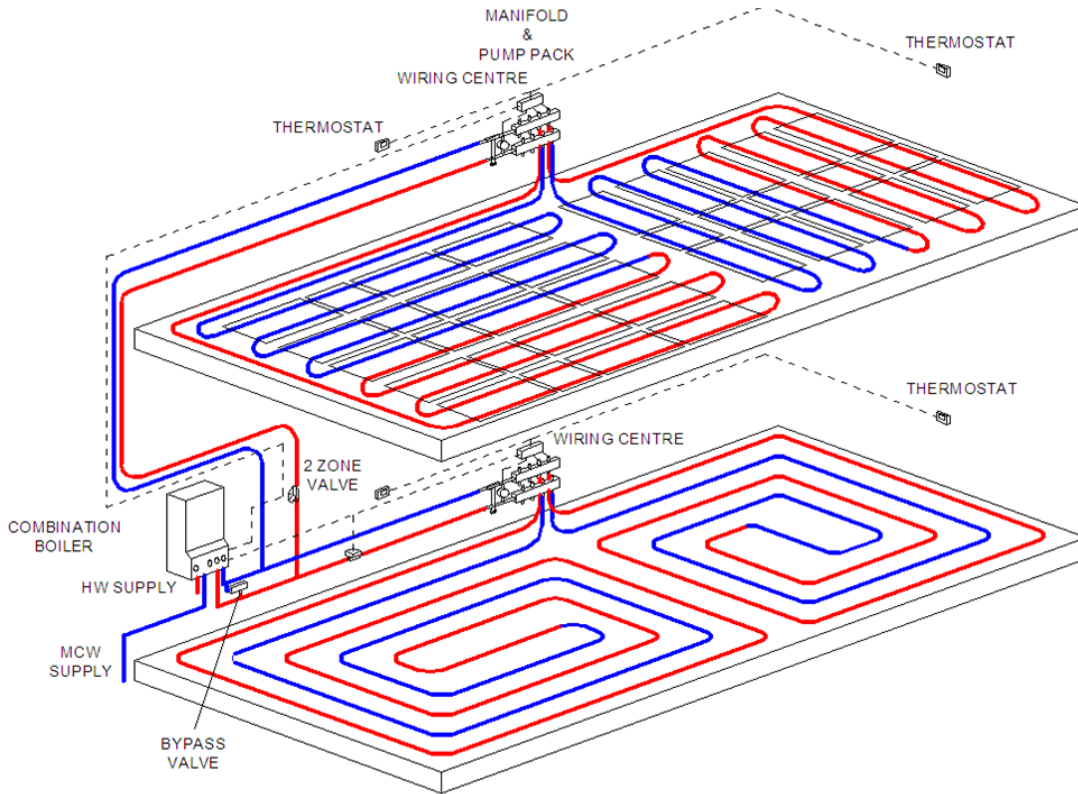 MANIFOLD
&
PUMP PACK
THERMOSTAT
WIRING CENTRE
THERMOSTAT
THERMOSTAT
WIRING CENTRE
2 ZONE
VALVE
COMBINATION
BOILER
HW SUPPLY
MCW
SUPPLY
BYPASS
VALVE